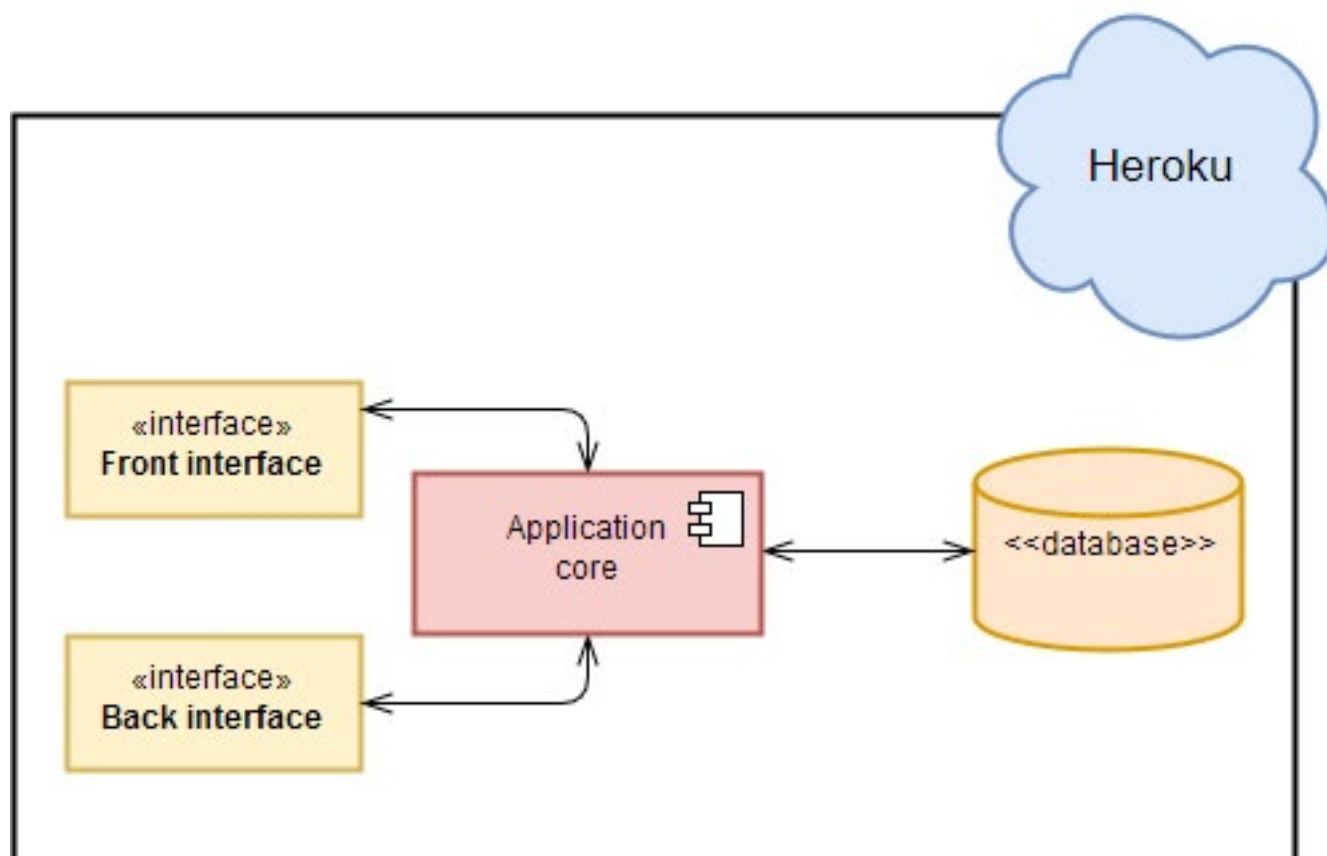 Heroku
«interface»
Front interface
Application
core
<<database>>
«interface»
Back interface